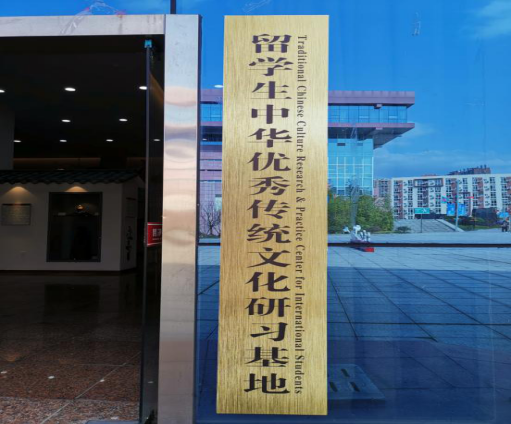 留学生中华优秀传统文化研习基地
Traditional Chinese Culture Research & Practice Center for International Students